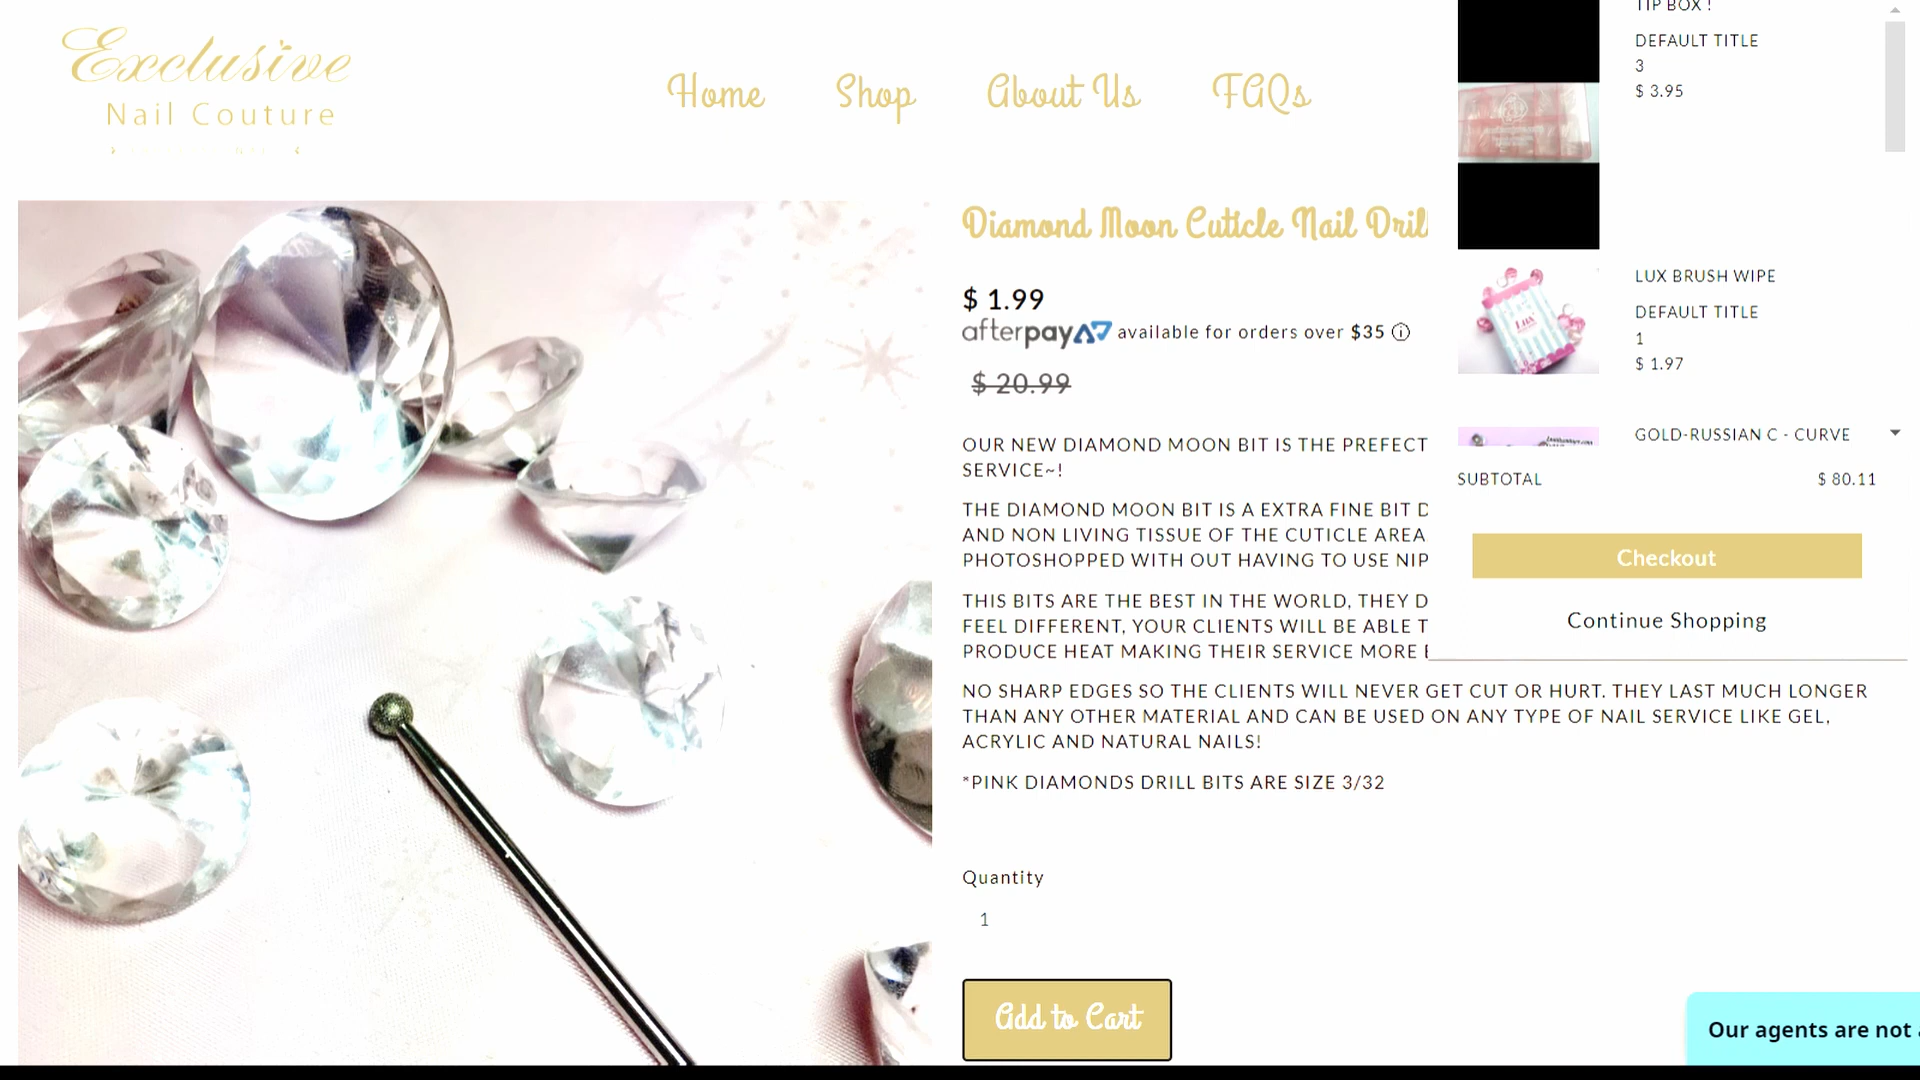 Exclusive
Nail Couture
Home
Shop
About Us
FAQs
Diamond Moon Cuticle Nail Dril
$ 1.99
afterpay available for orders over $35
$ 20.99
OUR NEW DIAMOND MOON BIT IS THE PREFECT
SERVICE~!
THE DIAMOND MOON BIT IS A EXTRA FINE BIT D
AND NON LIVING TISSUE OF THE CUTICLE AREA
PHOTOSHOPPED WITH OUT HAVING TO USE NIP
THIS BITS ARE THE BEST IN THE WORLD, THEY D
FEEL DIFFERENT, YOUR CLIENTS WILL BE ABLE T
PRODUCE HEAT MAKING THEIR SERVICE MORE
NO SHARP EDGES SO THE CLIENTS WILL NEVER GET CUT OR HURT. THEY LAST MUCH LONGER
THAN ANY OTHER MATERIAL AND CAN BE USED ON ANY TYPE OF NAIL SERVICE LIKE GEL,
ACRYLIC AND NATURAL NAILS!
*PINK DIAMONDS DRILL BITS ARE SIZE 3/32
Quantity
1
Add to Cart
TIP BOX !
DEFAULT TITLE
3
$ 3.95
LUX BRUSH WIPE
DEFAULT TITLE
1
$ 1.97
GOLD-RUSSIAN C - CURVE
SUBTOTAL $ 80.11
Checkout
Continue Shopping
Our agents are not